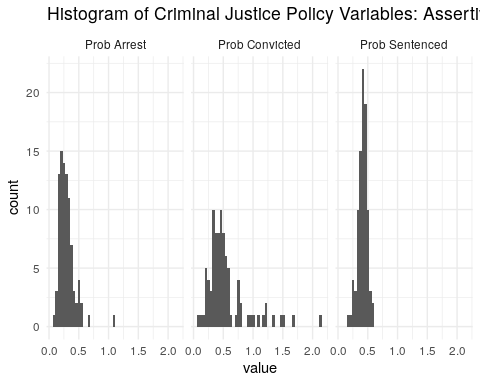 Histogram of Criminal Justice Policy Variables: Asserti
Prob Arrest Prob Convicted Prob Sentenced
20
15
10
5
0
count
0.0 0.5 1.0 1.5 2.0 0.0 0.5 1.0 1.5 2.0 0.0 0.5 1.0 1.5 2.0
value